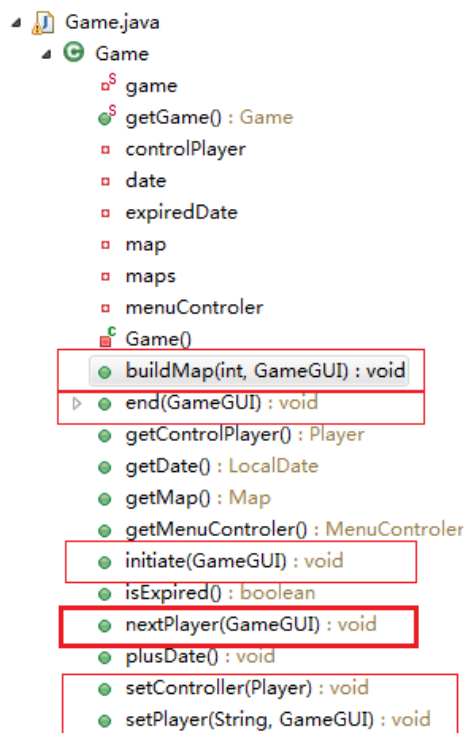 Game.java
Game
game
getGame() : Game
controlPlayer
date
expiredDate
map
maps
menuControler
Game()
buildMap(int, GameGUI) : void
end(GameGUI) : void
getControlPlayer() : Player
getDate() : LocalDate
getMap() : Map
getMenuControler() : MenuControler
initiate(GameGUI) : void
isExpired() : boolean
nextPlayer(GameGUI) : void
plusDate() : void
setController(Player) : void
setPlayer(String, GameGUI) : void